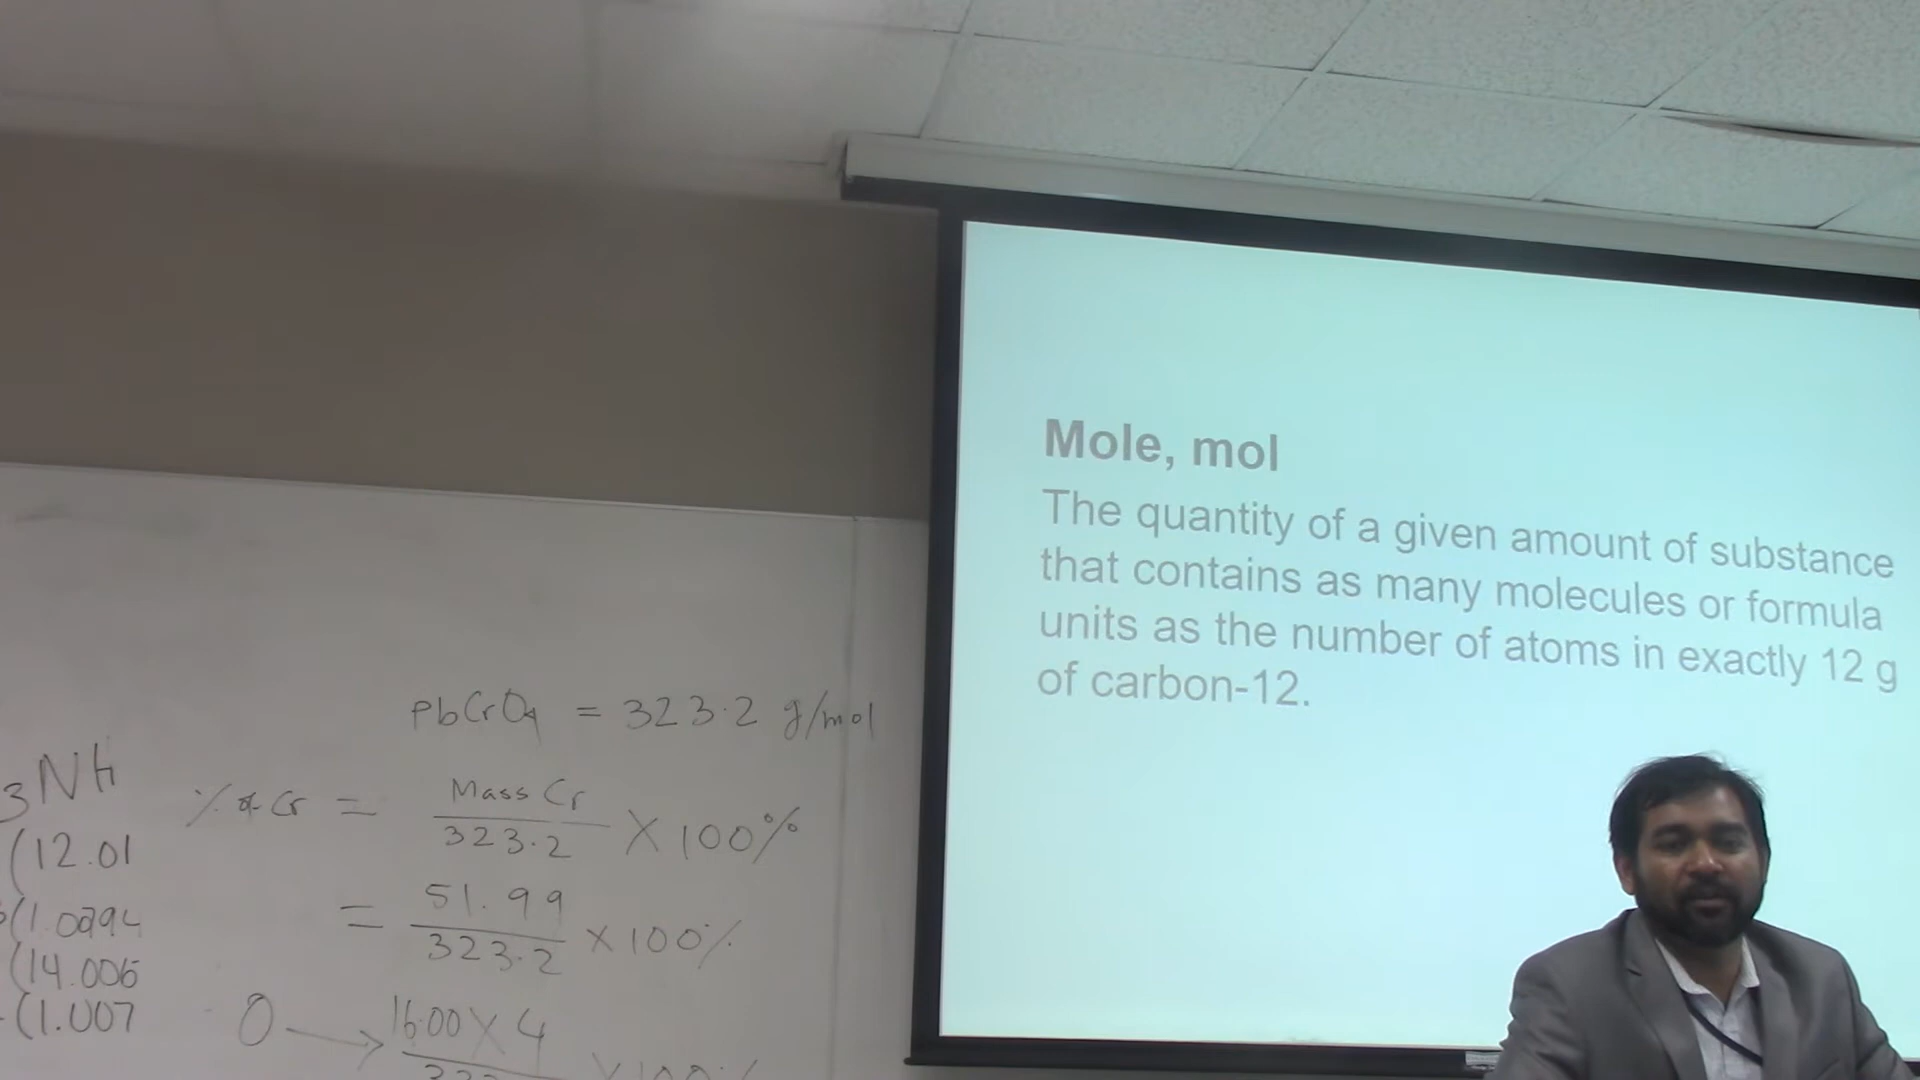 PbCrO4 = 323.2 g/mol
3NH
% of Cr = Mass Cr
323.2 X 100%
(12.01
= 51.99
323.2 X 100%
(14.006
(1.007
O → 16.00 X 4
Mole, mol
The quantity of a given amount of substance
that contains as many molecules or formula
units as the number of atoms in exactly 12 g
of carbon-12.